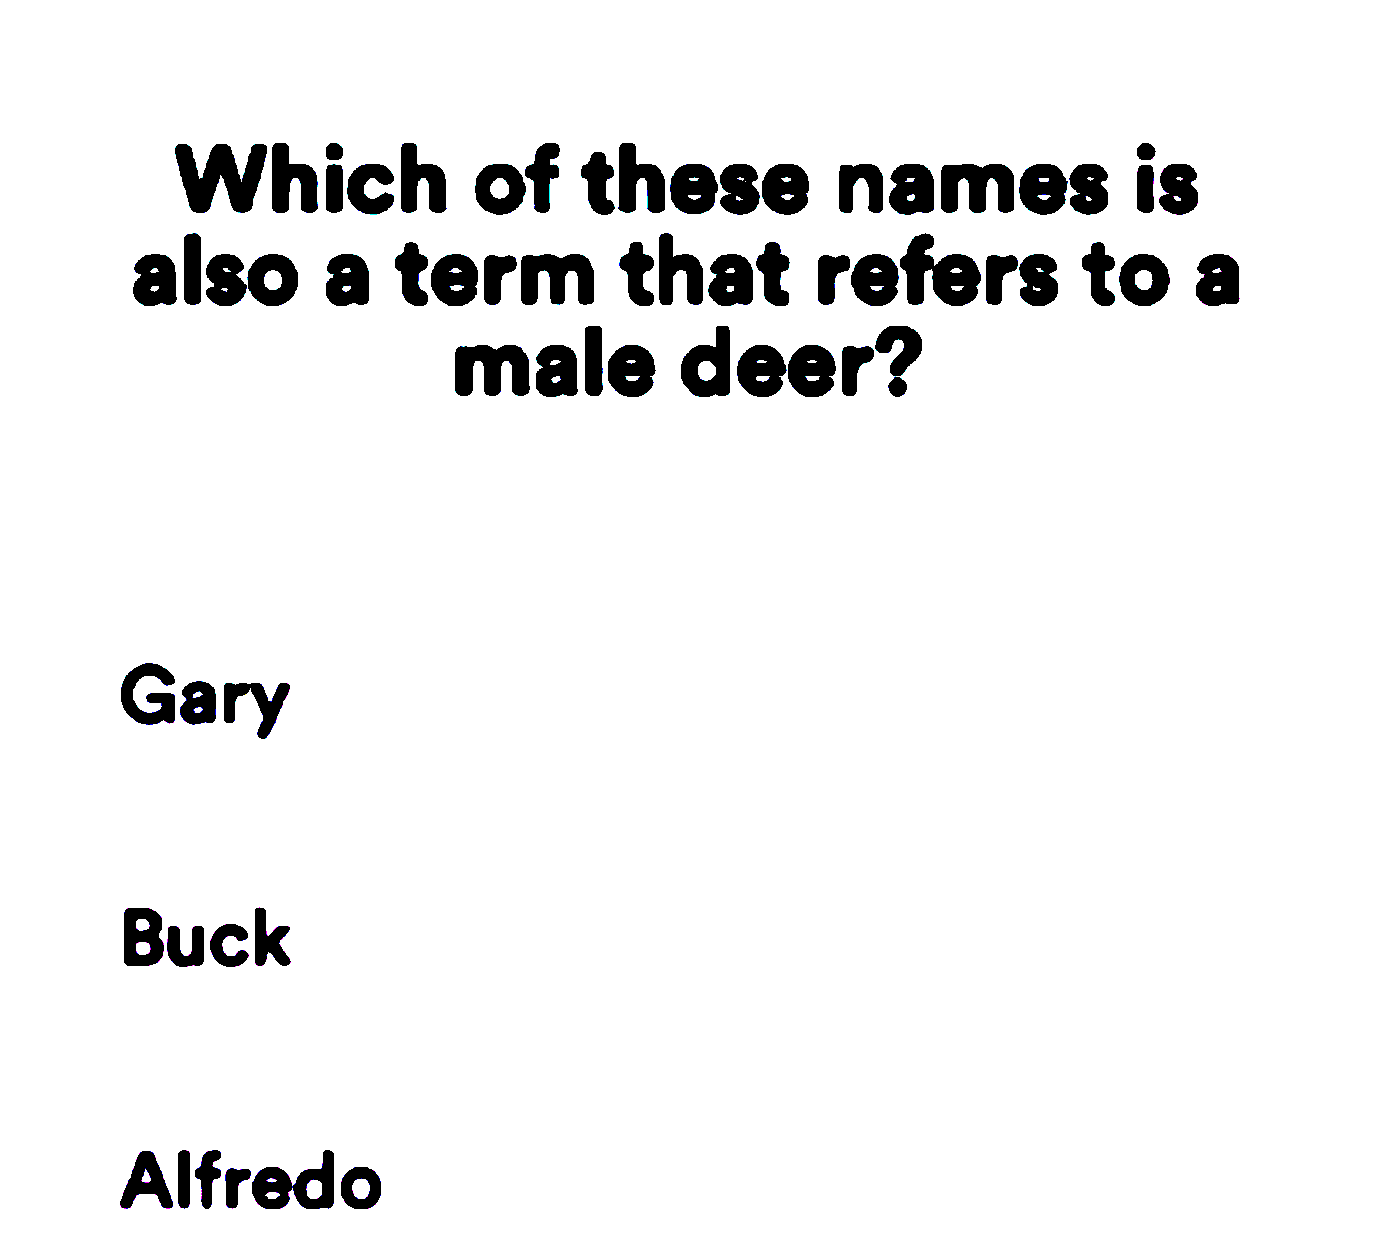 Which of these names is
also a term that refers to a
male deer?
Gary
Buck
Alfredo